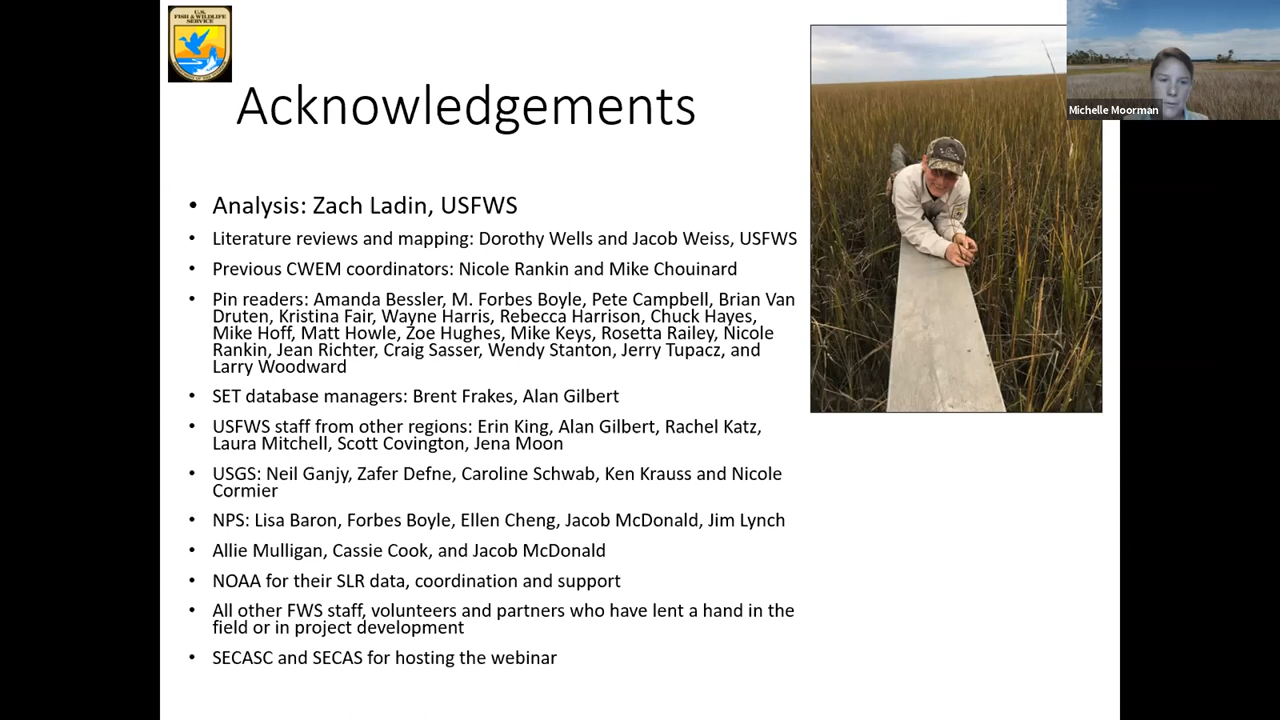 U.S.
FISH & WILDLIFE
SERVICE
Acknowledgements
Michelle Moorman
• Analysis: Zach Ladin, USFWS
• Literature reviews and mapping: Dorothy Wells and Jacob Weiss, USFWS
• Previous CWEM coordinators: Nicole Rankin and Mike Chouinard
• Pin readers: Amanda Bessler, M. Forbes Boyle, Pete Campbell, Brian Van
Druten, Kristina Fair, Wayne Harris, Rebecca Harrison, Chuck Hayes,
Mike Hoff, Matt Howle, Zoe Hughes, Mike Keys, Rosetta Railey, Nicole
Rankin, Jean Richter, Craig Sasser, Wendy Stanton, Jerry Tupacz, and
Larry Woodward
• SET database managers: Brent Frakes, Alan Gilbert
• USFWS staff from other regions: Erin King, Alan Gilbert, Rachel Katz,
Laura Mitchell, Scott Covington, Jena Moon
• USGS: Neil Ganjy, Zafer Defne, Caroline Schwab, Ken Krauss and Nicole
Cormier
• NPS: Lisa Baron, Forbes Boyle, Ellen Cheng, Jacob McDonald, Jim Lynch
• Allie Mulligan, Cassie Cook, and Jacob McDonald
• NOAA for their SLR data, coordination and support
• All other FWS staff, volunteers and partners who have lent a hand in the
field or in project development
• SECASC and SECAS for hosting the webinar